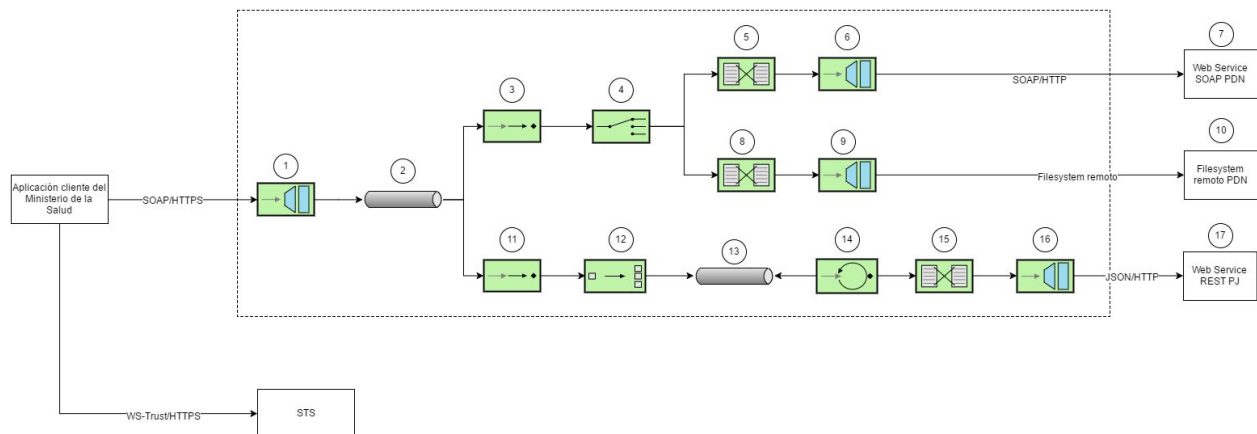 5
6
7
Web Service
SOAP PDN
SOAP/HTTP
3
4
8
9
10
Filesystem
remoto PDN
Filesystem remoto
1
2
Aplicación cliente del
Ministerio de la
Salud
SOAP/HTTPS
11
12
13
14
15
16
17
Web Service
REST PJ
JSON/HTTP
WS-Trust/HTTPS
STS